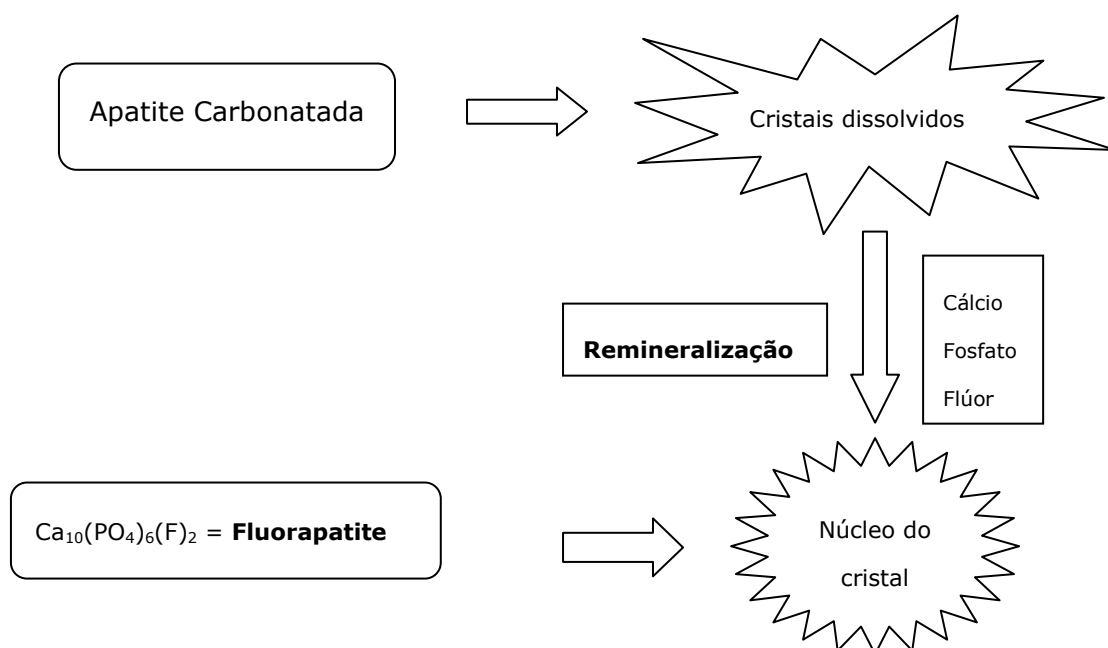 Apatite Carbonatada
Cristais dissolvidos
Remineralização
Cálcio
Fosfato
Flúor
Ca₁₀(PO₄)₆(F)₂ = Fluorapatite
Núcleo do
cristal